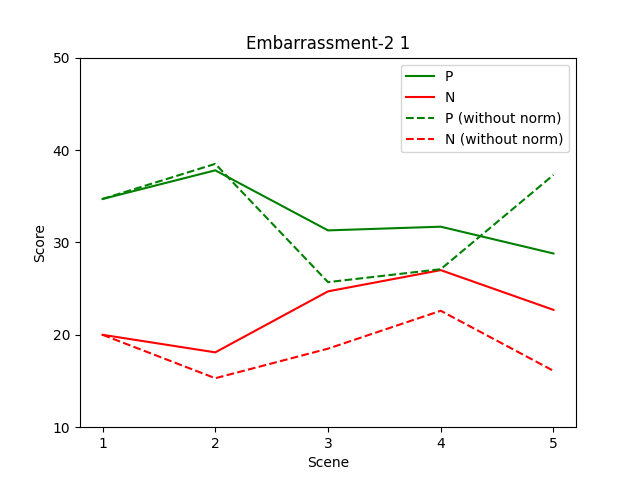 Embarrassment-2 1
P
N
P (without norm)
N (without norm)
50
40
30
20
10
Score
1 2 3 4 5
Scene